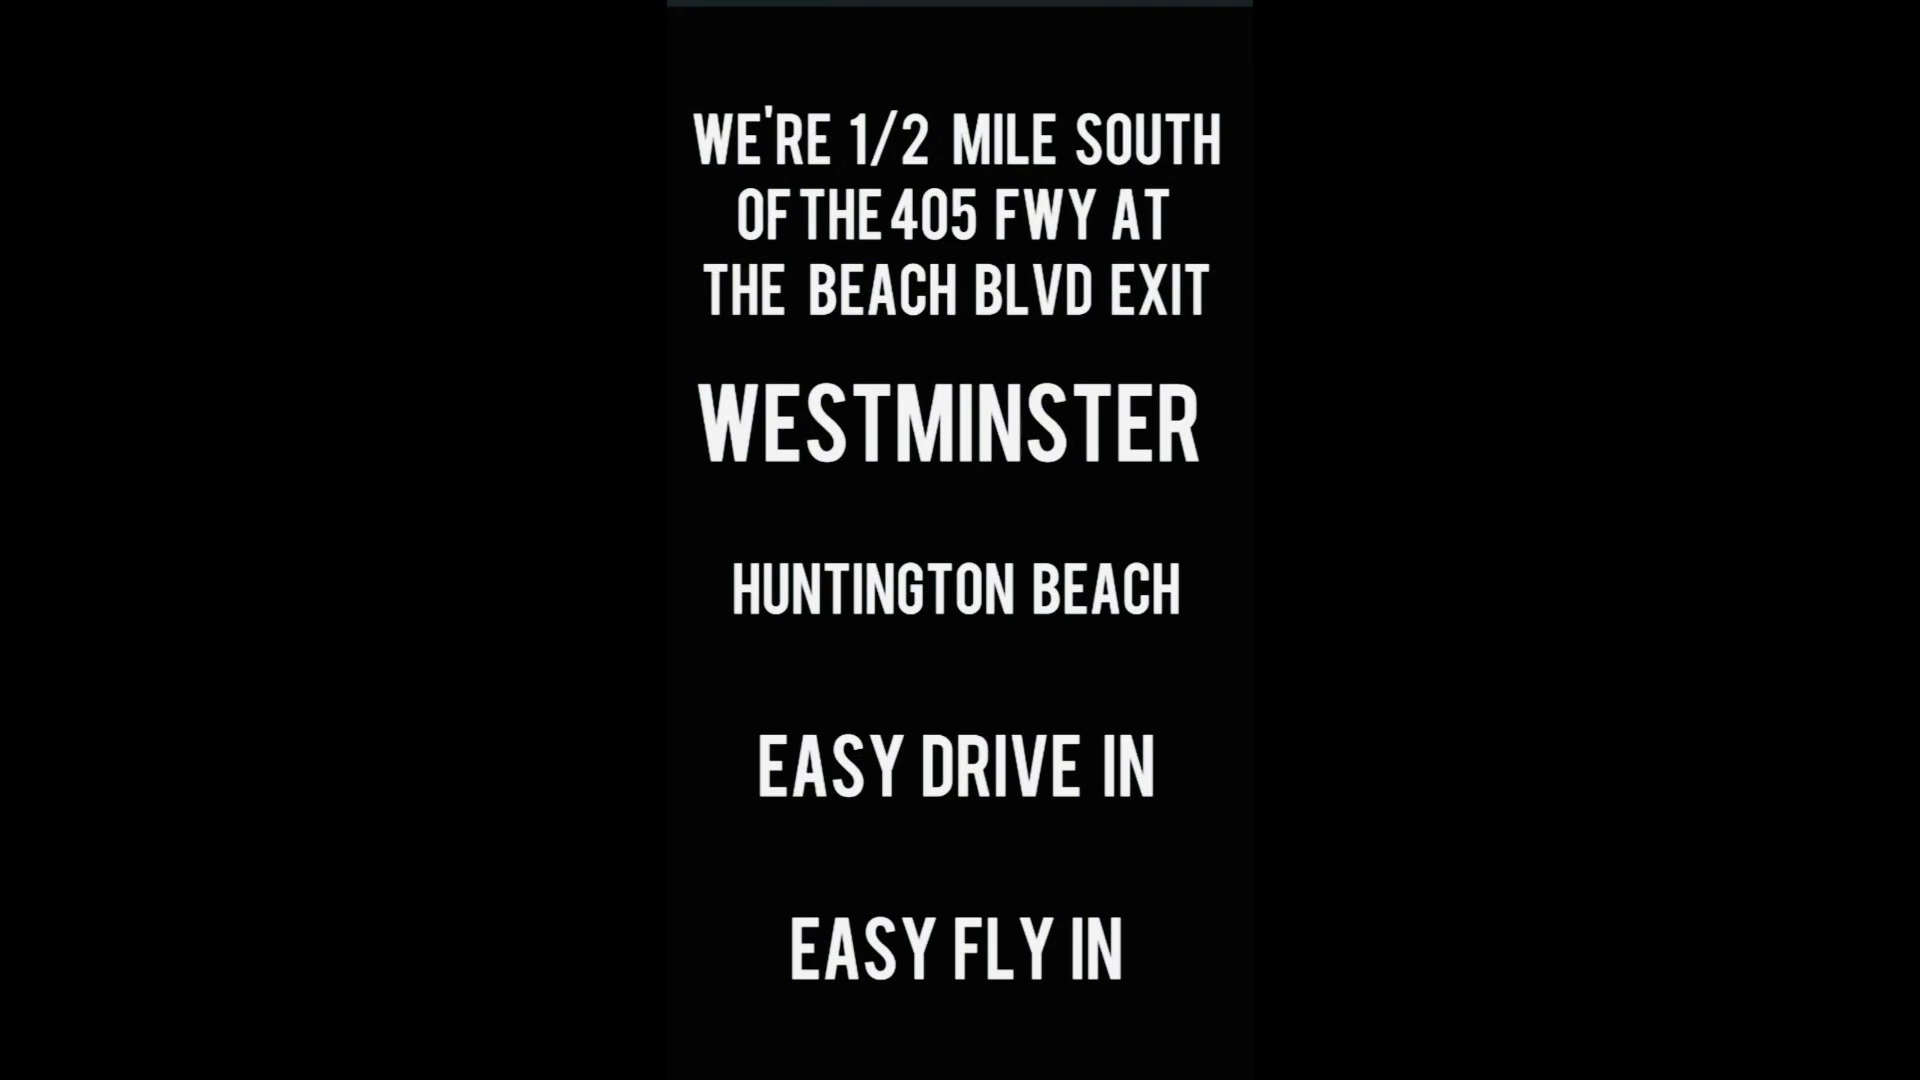 WE'RE 1/2 MILE SOUTH
OF THE 405 FWY AT
THE BEACH BLVD EXIT
WESTMINSTER
HUNTINGTON BEACH
EASY DRIVE IN
EASY FLY IN